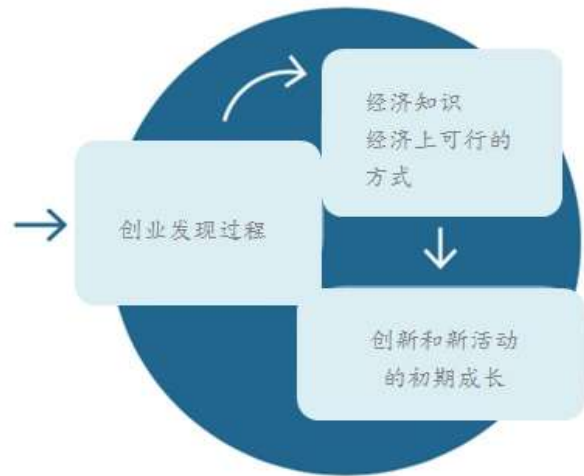 创业发现过程
经济知识
经济上可行的
方式
创新和新活动
的初期成长